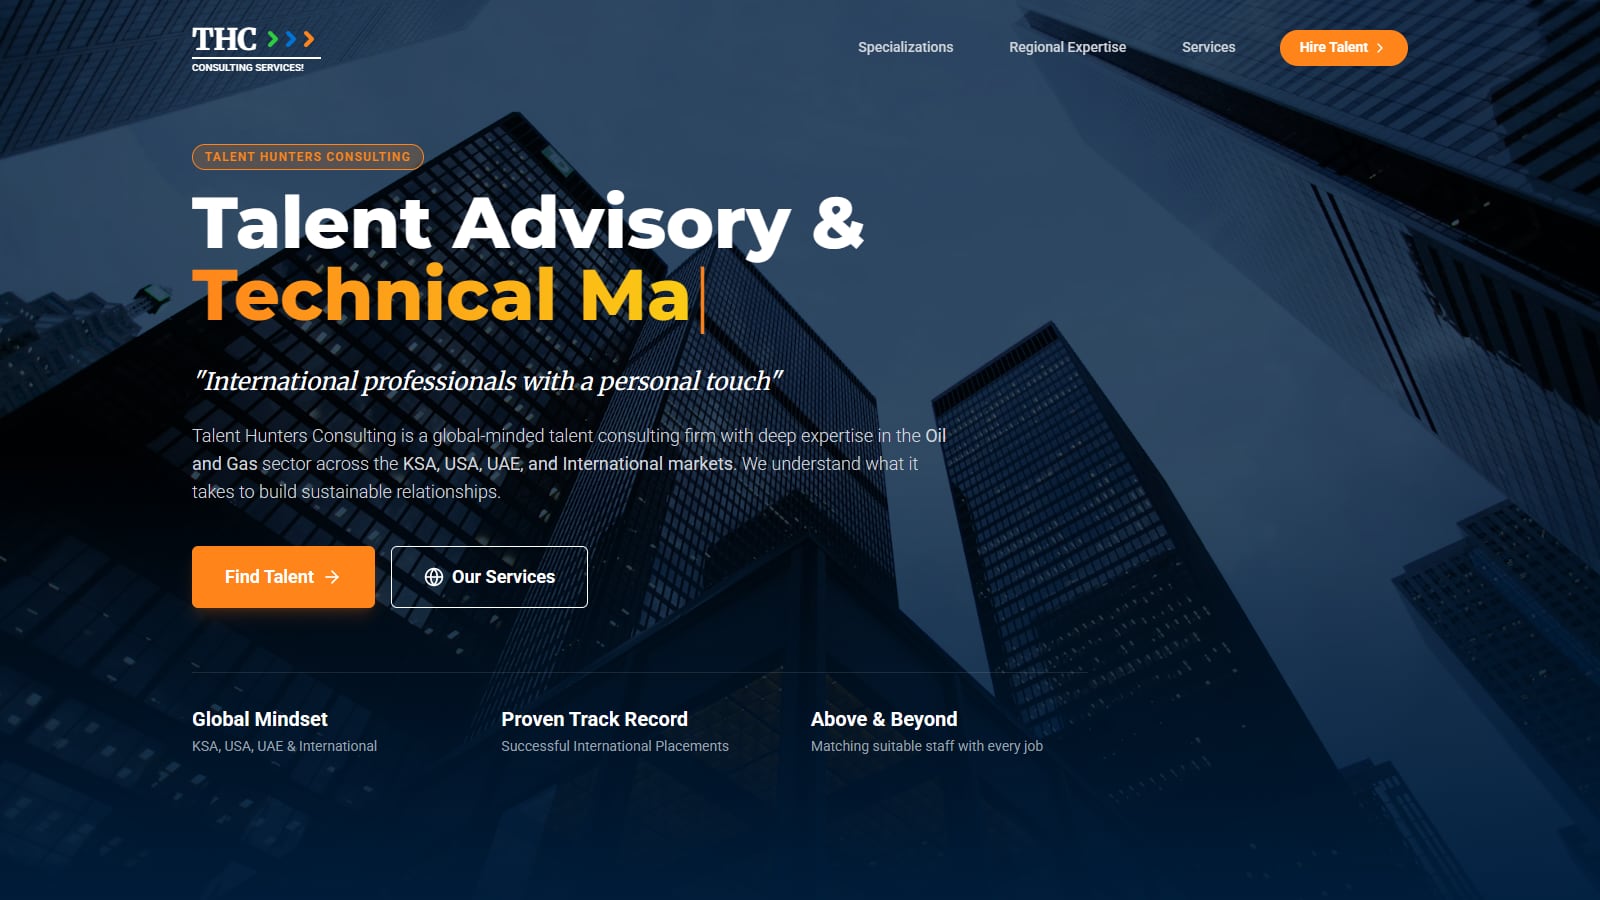 THC
CONSULTING SERVICES!
Specializations
Regional Expertise
Services
Hire Talent
TALENT HUNTERS CONSULTING
Talent Advisory &
Technical Ma
"International professionals with a personal touch"
Talent Hunters Consulting is a global-minded talent consulting firm with deep expertise in the Oil
and Gas sector across the KSA, USA, UAE, and International markets. We understand what it
takes to build sustainable relationships.
Find Talent
Our Services
Global Mindset
KSA, USA, UAE & International
Proven Track Record
Successful International Placements
Above & Beyond
Matching suitable staff with every job